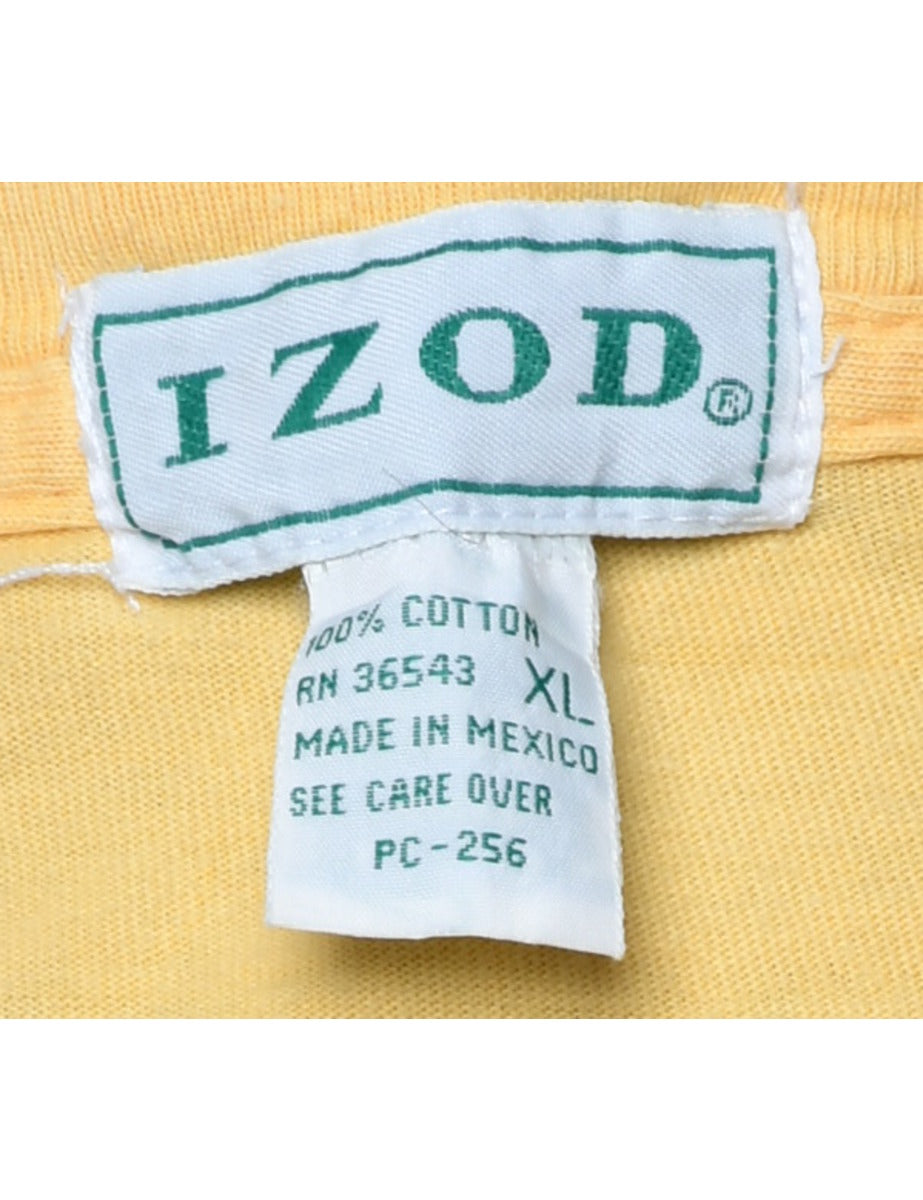 IZOD®
100% COTTON
RN 36543 XL
MADE IN MEXICO
SEE CARE OVER
PC-256